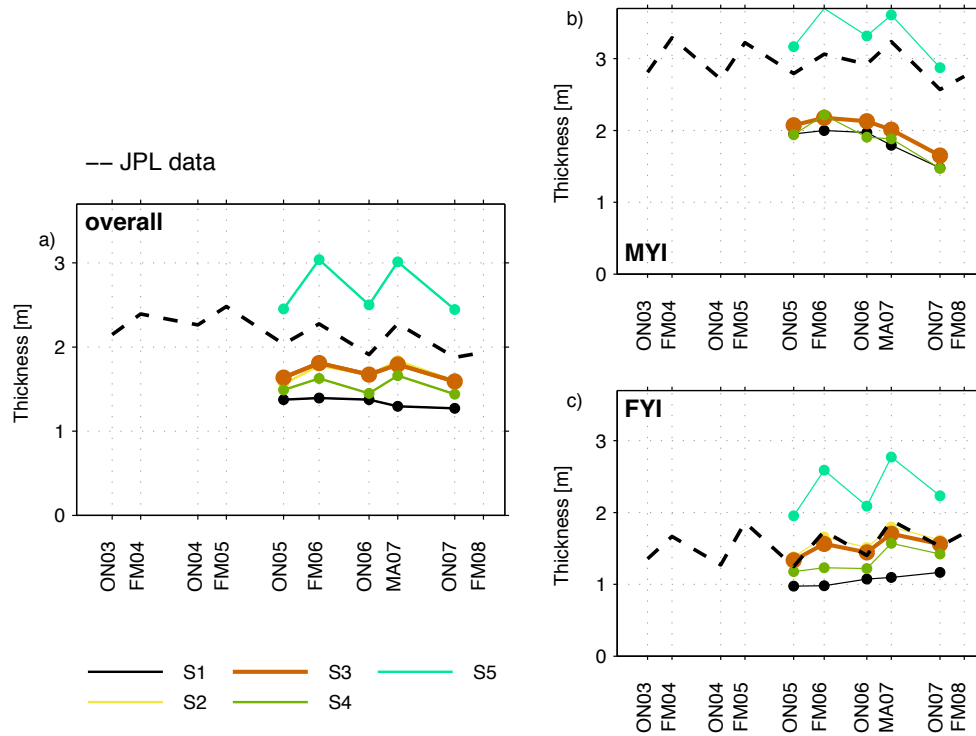 JPL data
a)
overall
Thickness [m]
3
2
1
0
ON03
FM04
ON04
FM05
ON05
FM06
ON06
MA07
ON07
FM08
b)
MYI
Thickness [m]
3
2
1
0
ON03
FM04
ON04
FM05
ON05
FM06
ON06
MA07
ON07
FM08
c)
FYI
Thickness [m]
3
2
1
0
ON03
FM04
ON04
FM05
ON05
FM06
ON06
MA07
ON07
FM08
S1 S3 S5
S2 S4